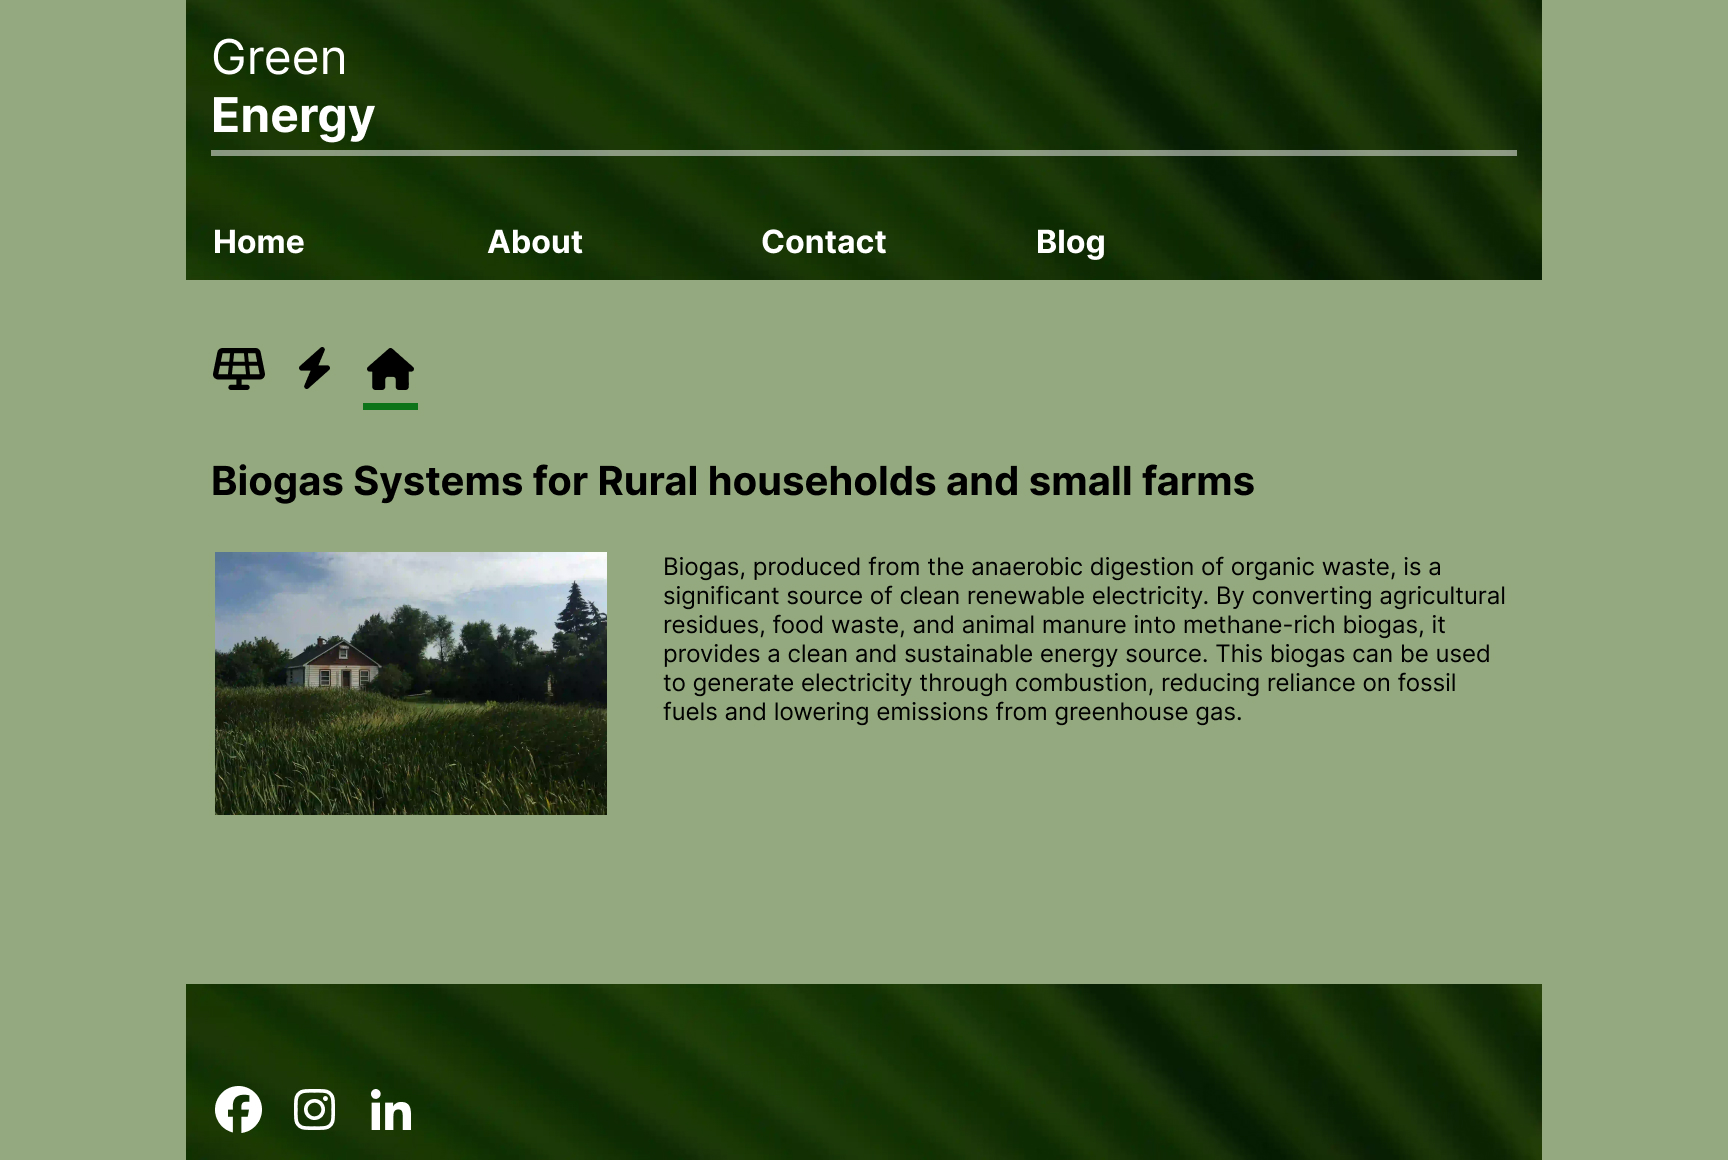 Green
Energy
Home About Contact Blog
Biogas Systems for Rural households and small farms
Biogas, produced from the anaerobic digestion of organic waste, is a
significant source of clean renewable electricity. By converting agricultural
residues, food waste, and animal manure into methane-rich biogas, it
provides a clean and sustainable energy source. This biogas can be used
to generate electricity through combustion, reducing reliance on fossil
fuels and lowering emissions from greenhouse gas.